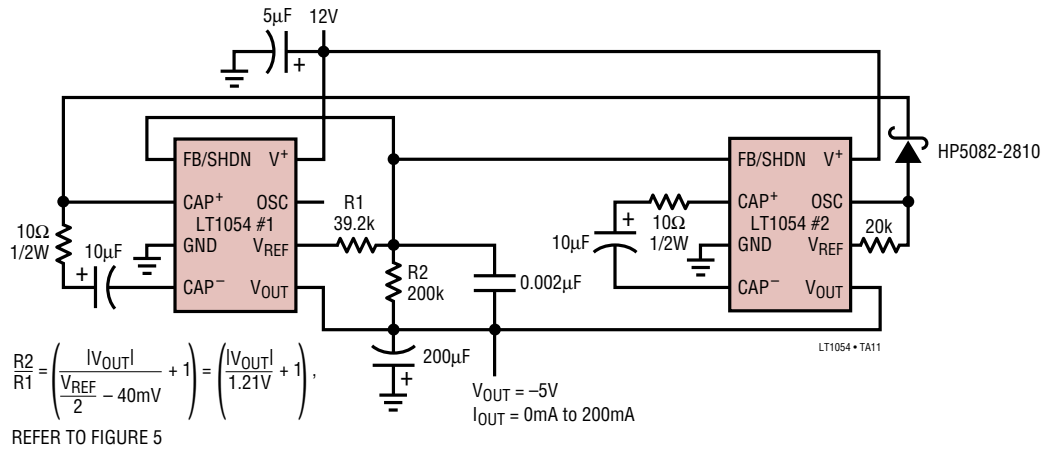 5µF 12V
+
FB/SHDN V+
CAP+ OSC
LT1054 #1
GND VREF
CAP– VOUT
10Ω
1/2W
10µF
+
R1
39.2k
R2
200k
0.002µF
200µF
+
VOUT = –5V
IOUT = 0mA to 200mA
FB/SHDN V+
CAP+ OSC
LT1054 #2
GND VREF
CAP– VOUT
+
10µF
10Ω
1/2W
20k
HP5082-2810
LT1054 • TA11
R2/R1 = (|VOUT|/(VREF/2 – 40mV) + 1) = (|VOUT|/1.21V + 1),
REFER TO FIGURE 5